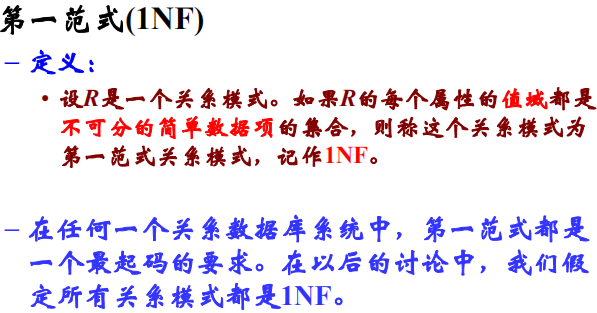 第一范式(1NF)
– 定义：
• 设R是一个关系模式。如果R的每个属性的值域都是
不可分的简单数据项的集合，则称这个关系模式为
第一范式关系模式，记作1NF。
– 在任何一个关系数据库系统中，第一范式都是
一个最起码的要求。在以后的讨论中，我们假
定所有关系模式都是1NF。